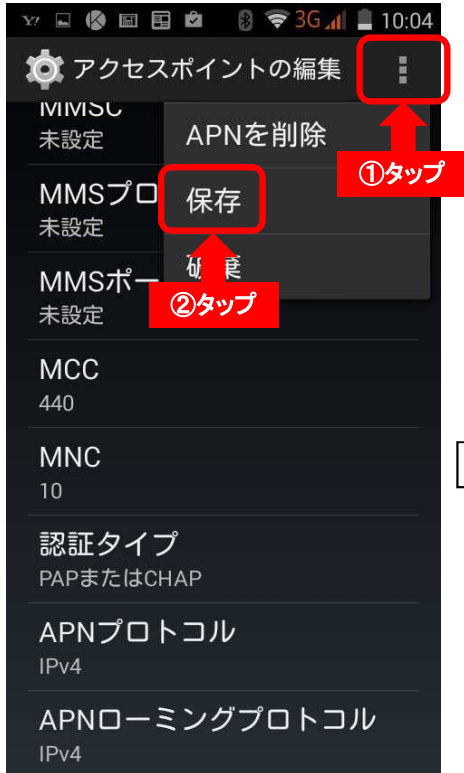 Y! 3G 10:04
アクセスポイントの編集
①タップ
MMSC
未設定
APNを削除
MMSプロ
未設定
保存
②タップ
破棄
MMSポー
未設定
MCC
440
MNC
10
認証タイプ
PAPまたはCHAP
APNプロトコル
IPv4
APNローミングプロトコル
IPv4